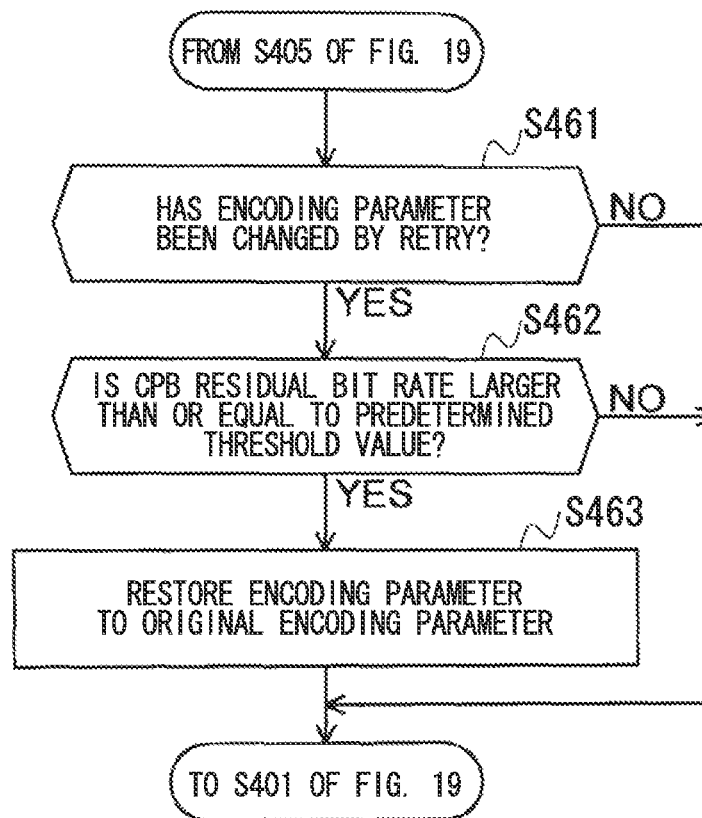 FROM S405 OF FIG. 19
S461
HAS ENCODING PARAMETER
BEEN CHANGED BY RETRY?
NO
YES
S462
IS CPB RESIDUAL BIT RATE LARGER
THAN OR EQUAL TO PREDETERMINED
THRESHOLD VALUE?
NO
YES
S463
RESTORE ENCODING PARAMETER
TO ORIGINAL ENCODING PARAMETER
TO S401 OF FIG. 19